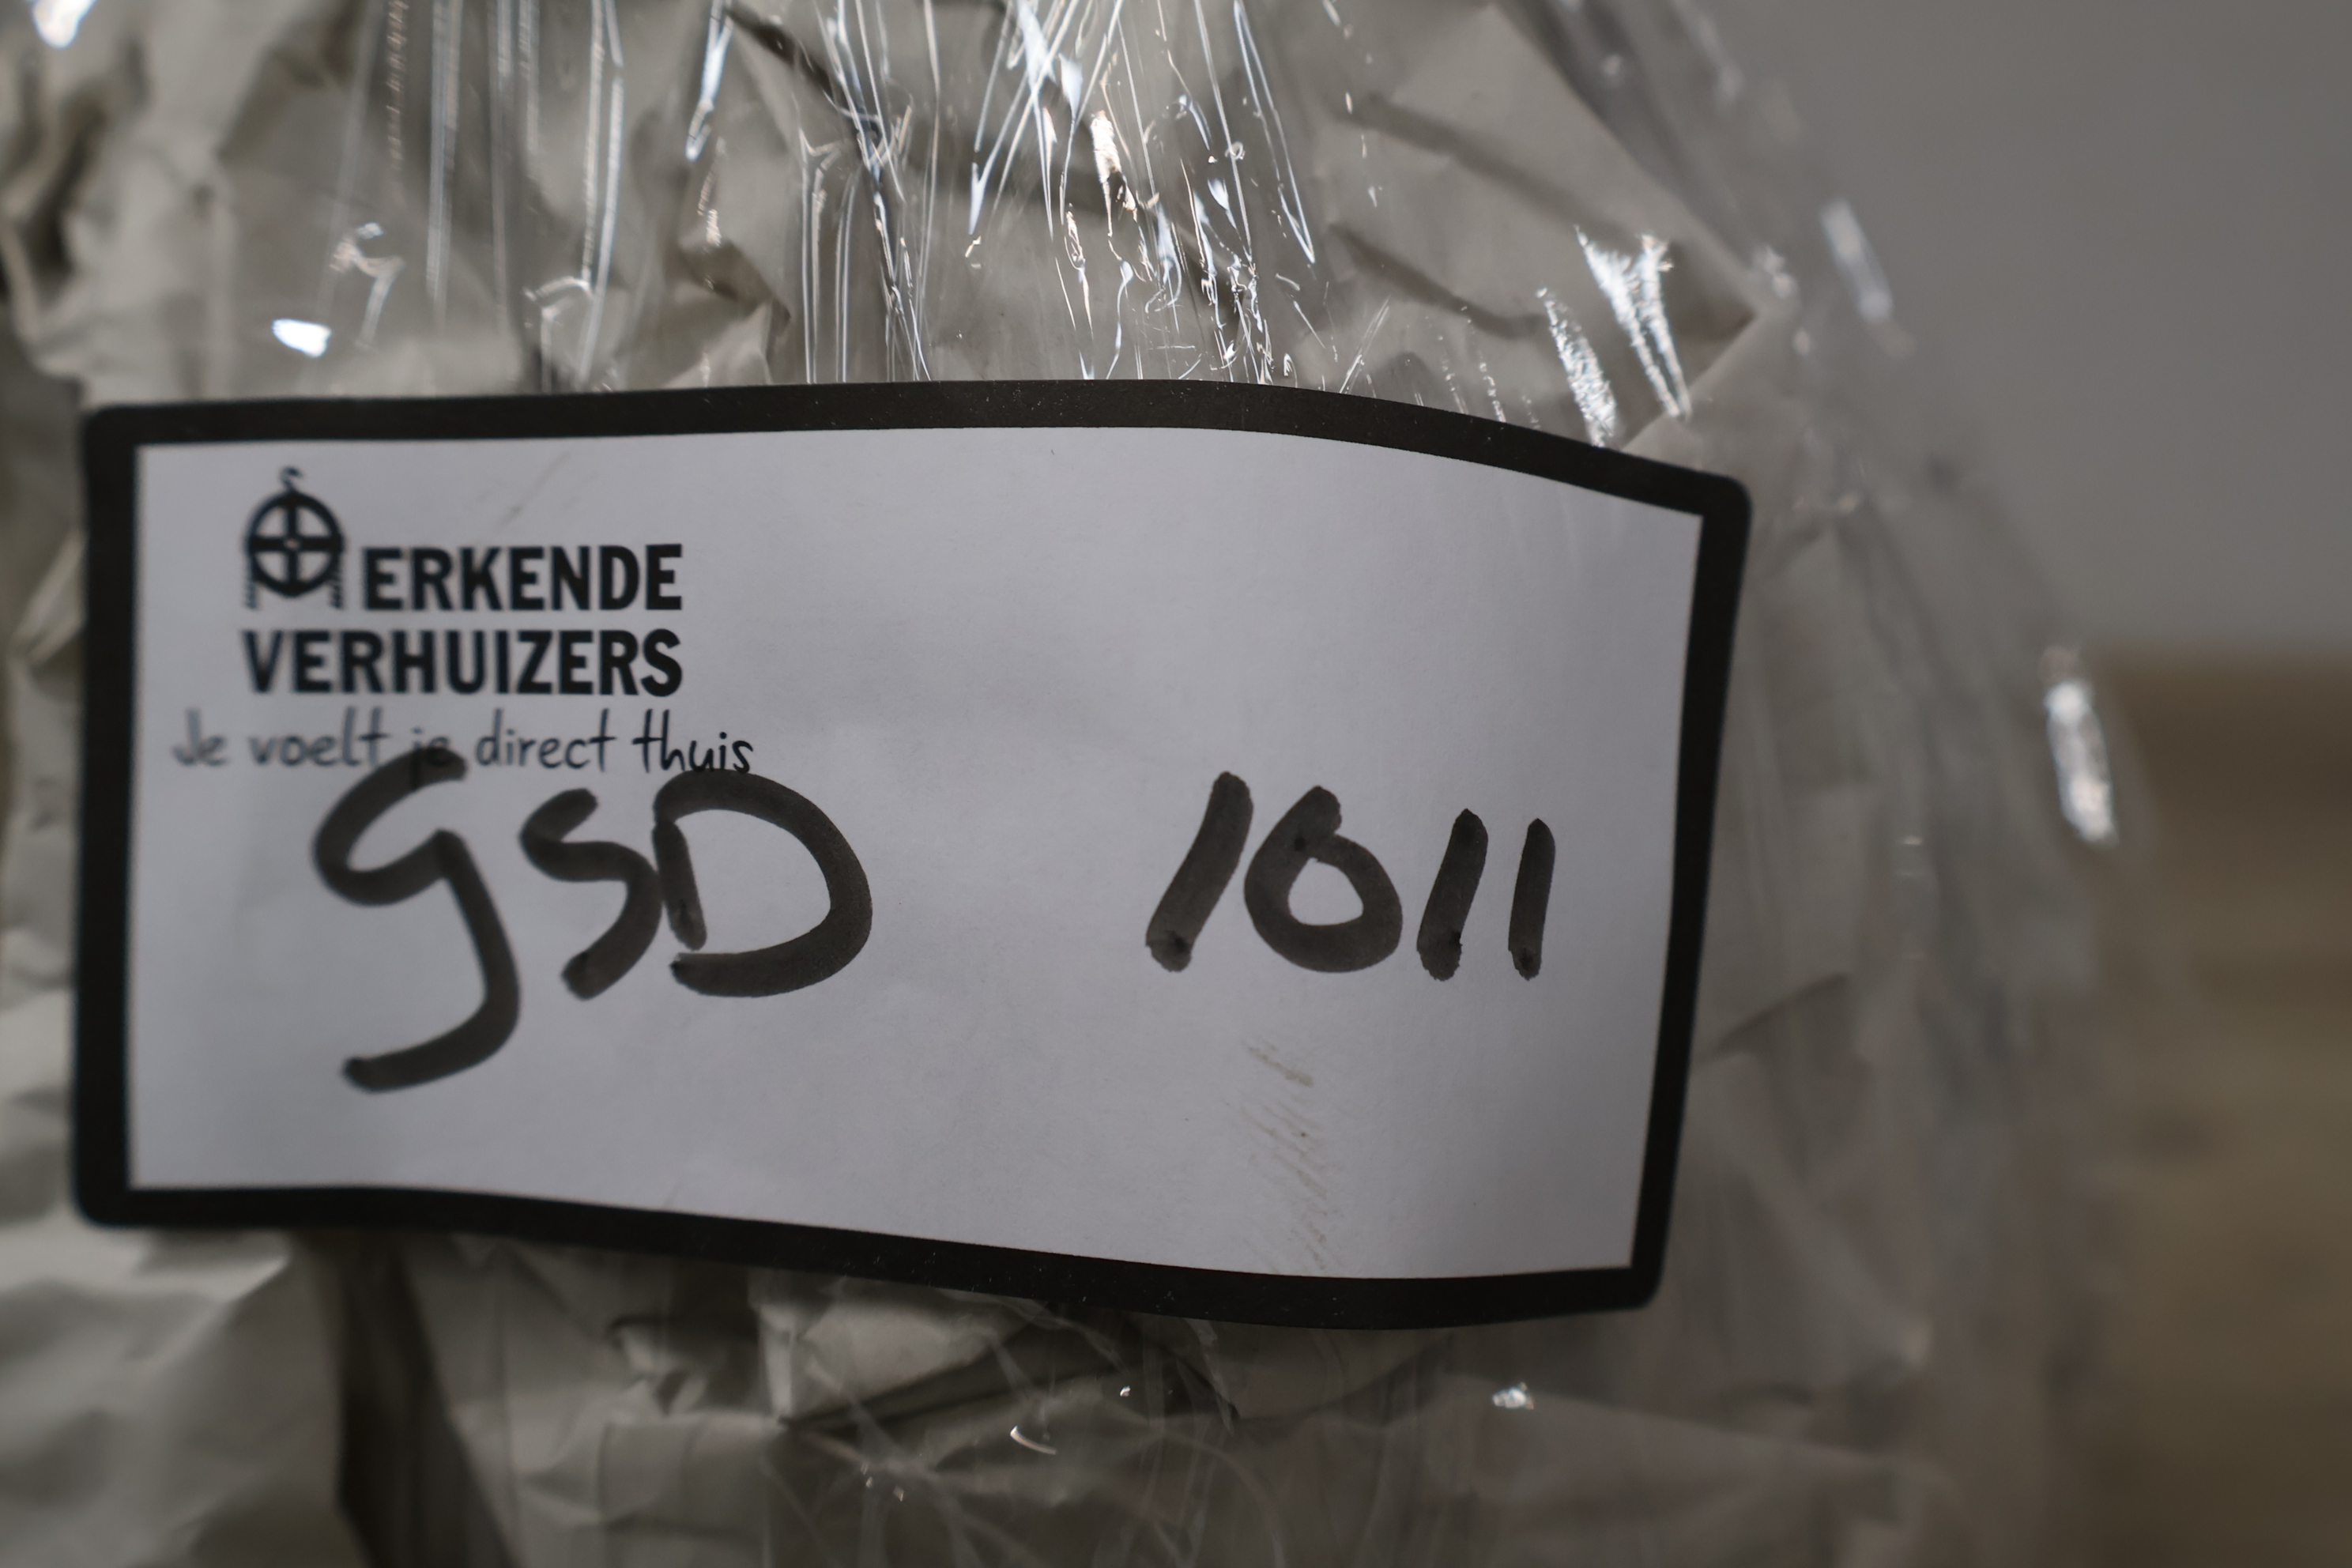 ERKENDE
VERHUIZERS
Je voelt je direct thuis
GSD 1011